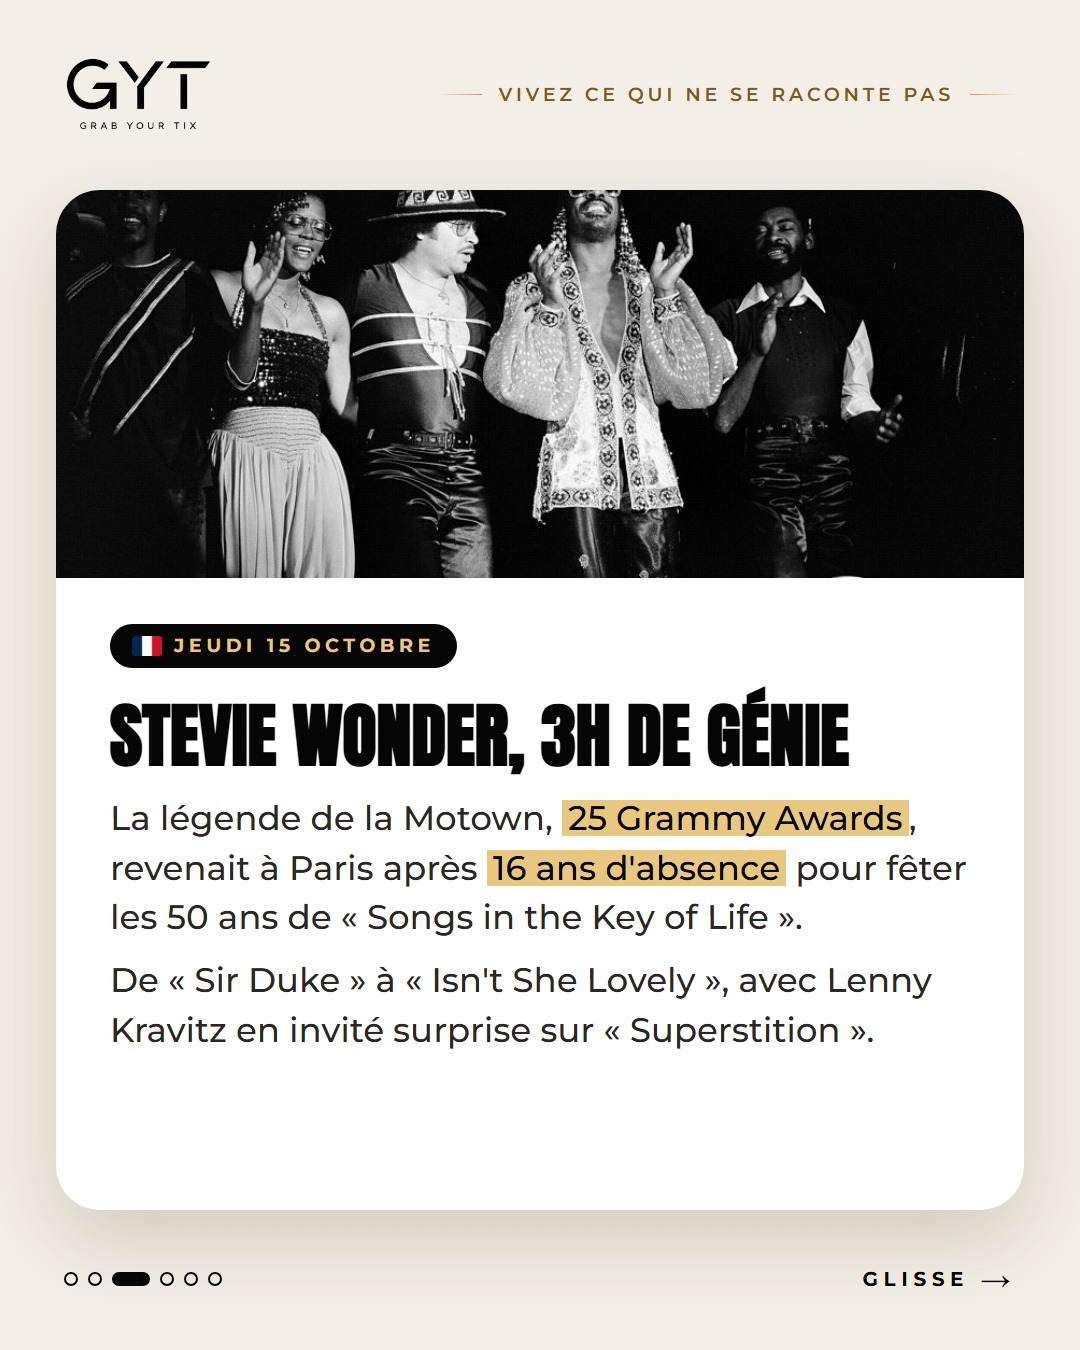 GYT
GRAB YOUR TIX
VIVEZ CE QUI NE SE RACONTE PAS
JEUDI 15 OCTOBRE
STEVIE WONDER, 3H DE GÉNIE
La légende de la Motown, 25 Grammy Awards,
revenait à Paris après 16 ans d'absence pour fêter
les 50 ans de « Songs in the Key of Life ».
De « Sir Duke » à « Isn't She Lovely », avec Lenny
Kravitz en invité surprise sur « Superstition ».
GLISSE →